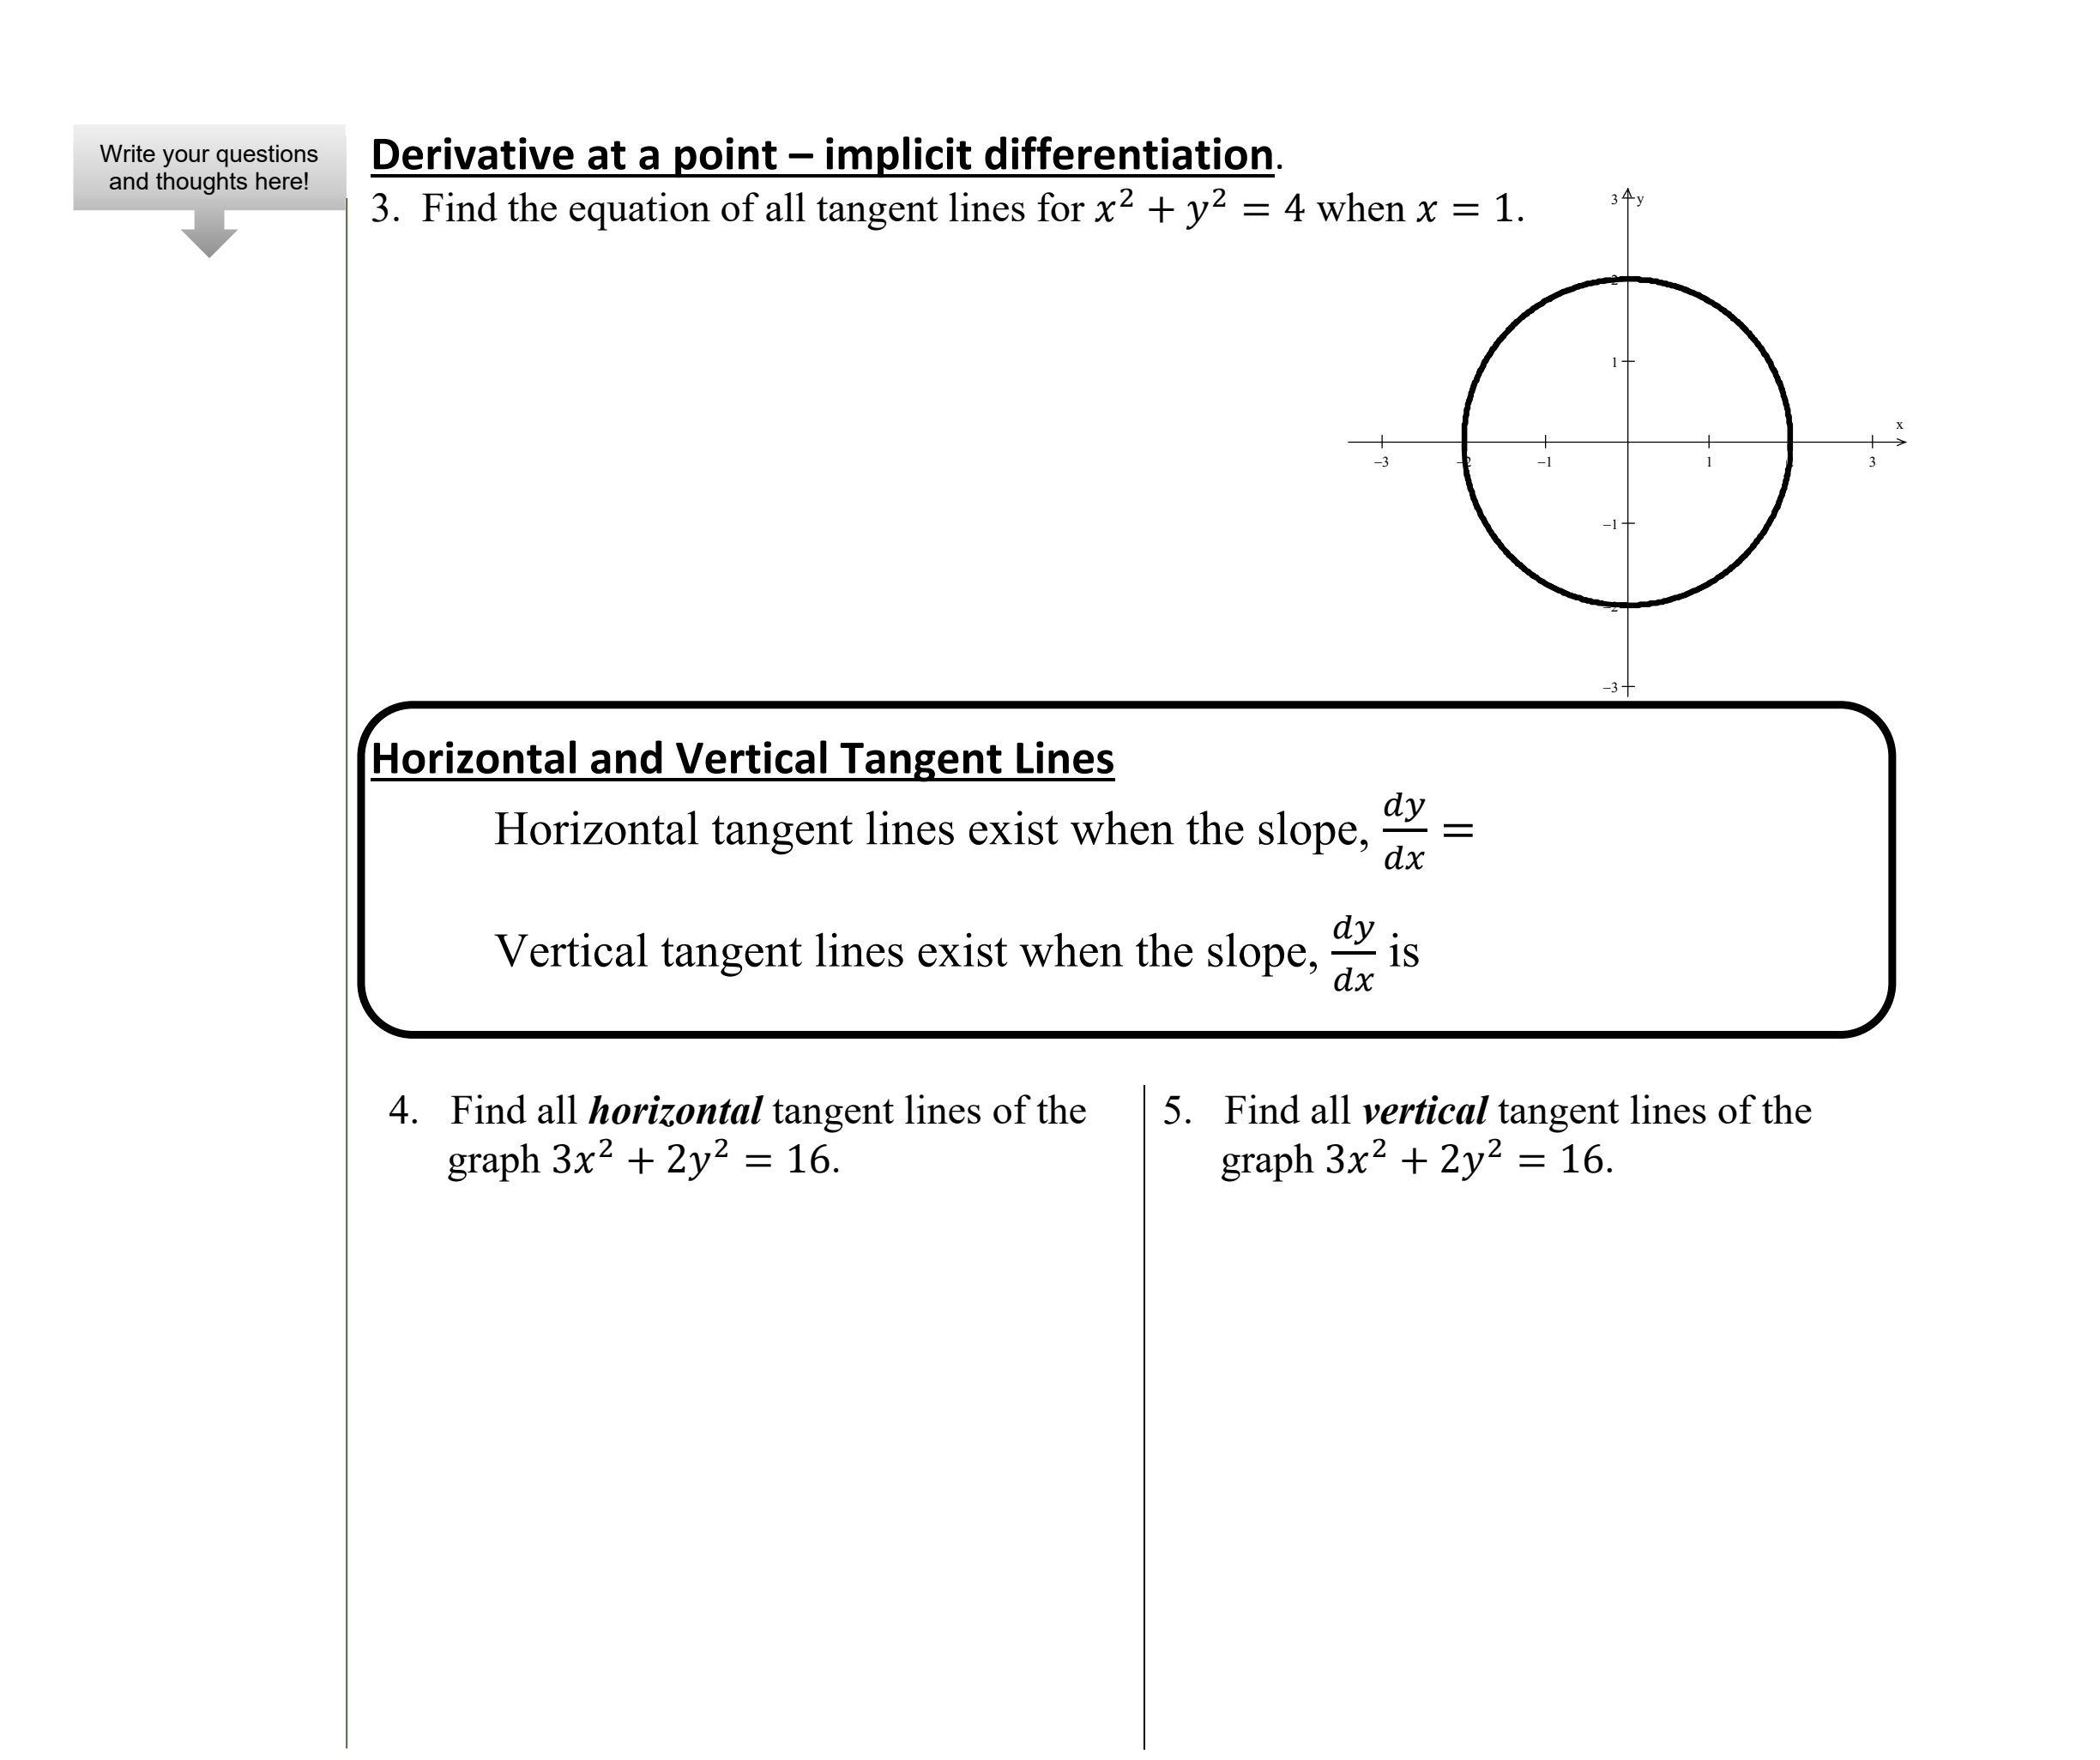 Write your questions
and thoughts here!
Derivative at a point – implicit differentiation.
3. Find the equation of all tangent lines for x² + y² = 4 when x = 1.
3 y
2
1
x
−3 −2 −1 1 3
−1
−2
−3
Horizontal and Vertical Tangent Lines
Horizontal tangent lines exist when the slope, dy/dx =
Vertical tangent lines exist when the slope, dy/dx is
4. Find all horizontal tangent lines of the
graph 3x² + 2y² = 16.
5. Find all vertical tangent lines of the
graph 3x² + 2y² = 16.